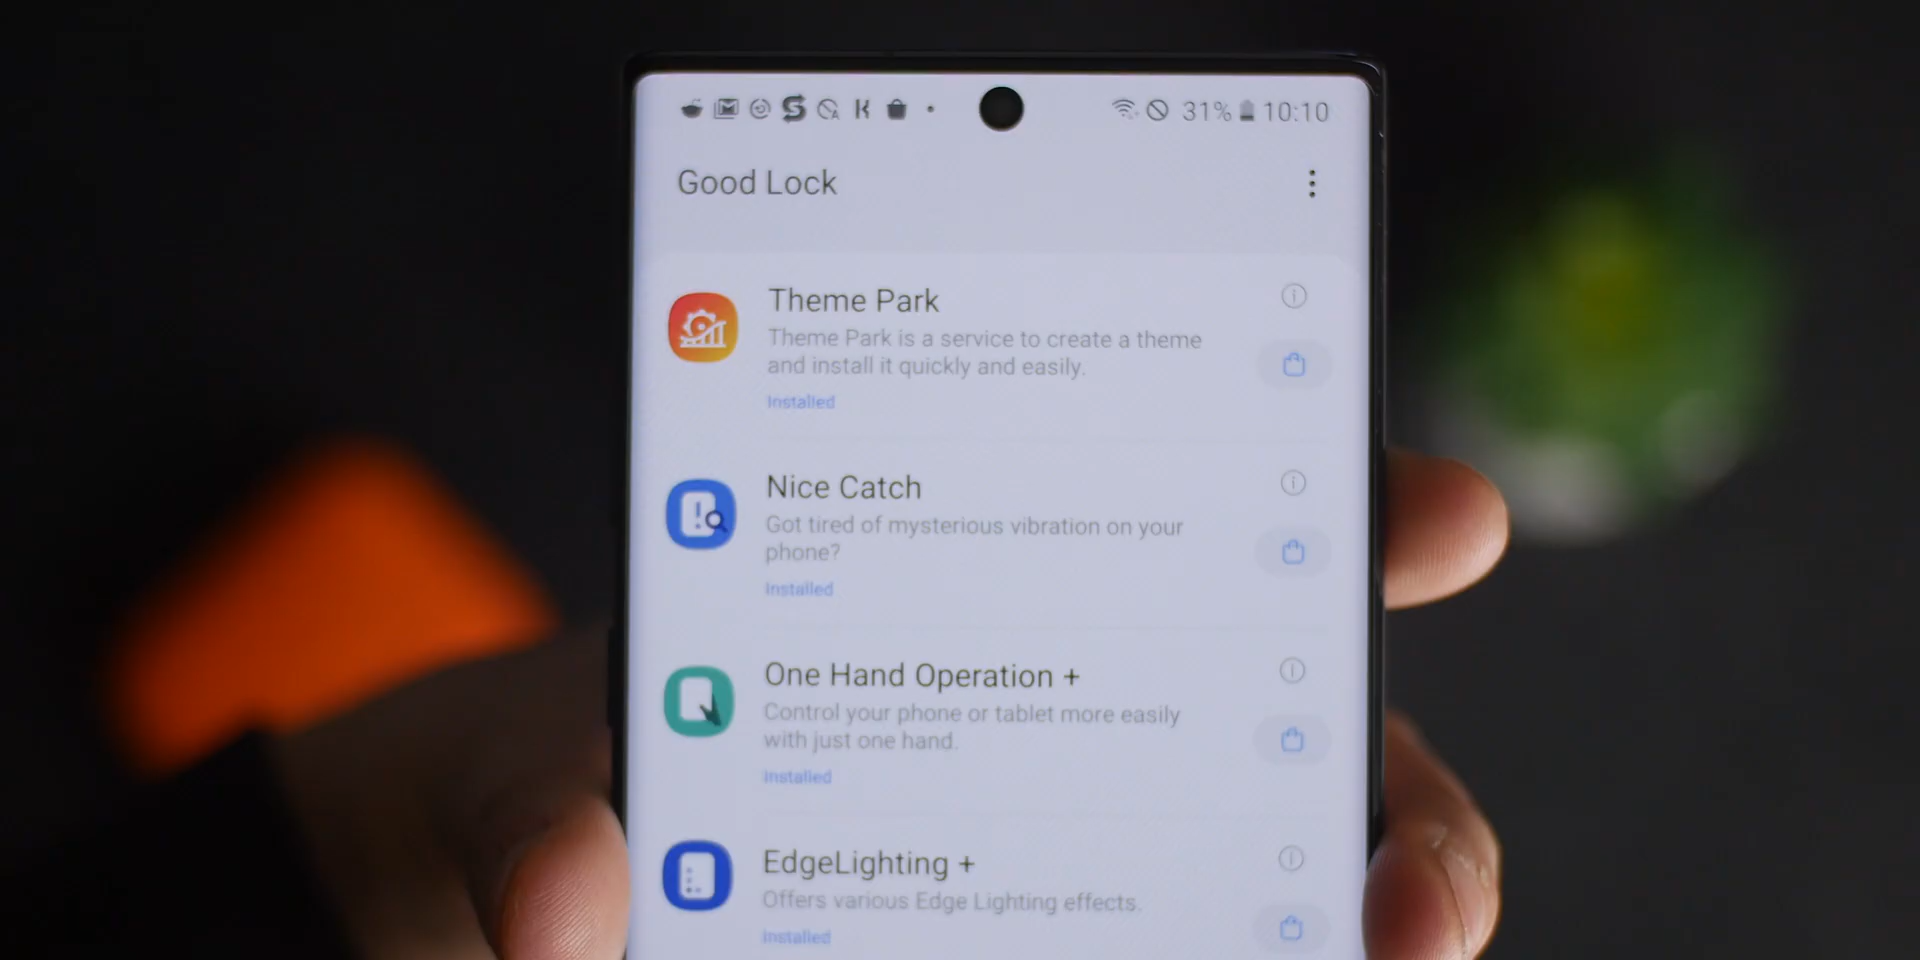 31% 10:10
Good Lock
Theme Park
Theme Park is a service to create a theme
and install it quickly and easily.
Installed
Nice Catch
Got tired of mysterious vibration on your
phone?
Installed
One Hand Operation +
Control your phone or tablet more easily
with just one hand.
Installed
EdgeLighting +
Offers various Edge Lighting effects.
Installed